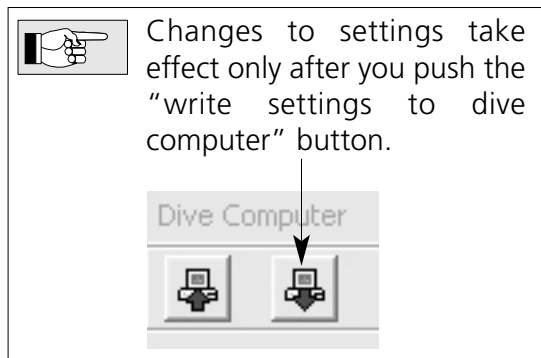 Changes to settings take
effect only after you push the
“write settings to dive
computer” button.
Dive Computer